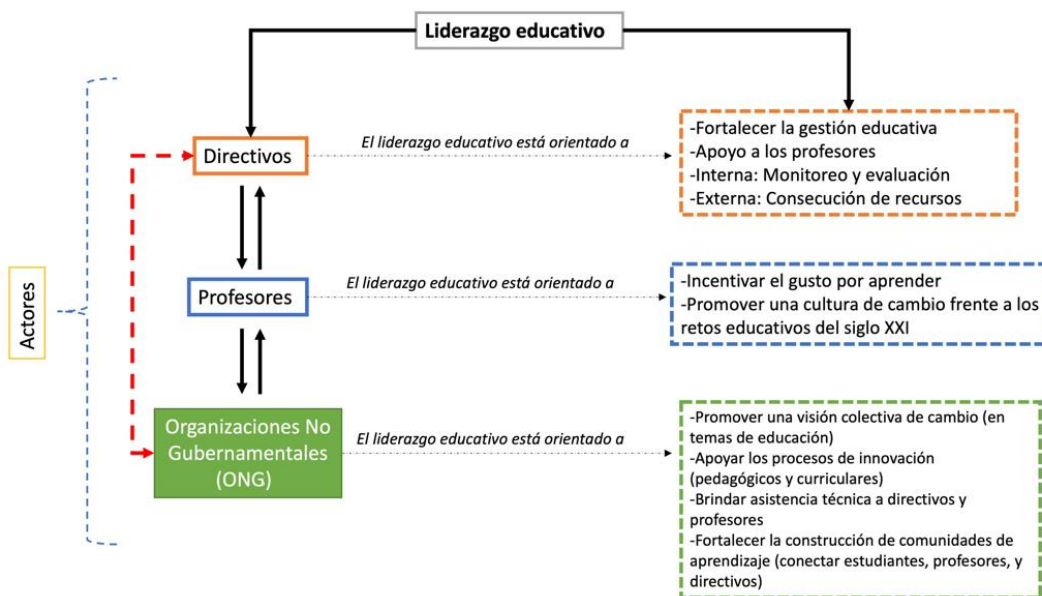 Liderazgo educativo
Actores
Directivos
El liderazgo educativo está orientado a
-Fortalecer la gestión educativa
-Apoyo a los profesores
-Interna: Monitoreo y evaluación
-Externa: Consecución de recursos
Profesores
El liderazgo educativo está orientado a
-Incentivar el gusto por aprender
-Promover una cultura de cambio frente a los
retos educativos del siglo XXI
Organizaciones No
Gubernamentales
(ONG)
El liderazgo educativo está orientado a
-Promover una visión colectiva de cambio (en
temas de educación)
-Apoyar los procesos de innovación
(pedagógicos y curriculares)
-Brindar asistencia técnica a directivos y
profesores
-Fortalecer la construcción de comunidades de
aprendizaje (conectar estudiantes, profesores, y
directivos)